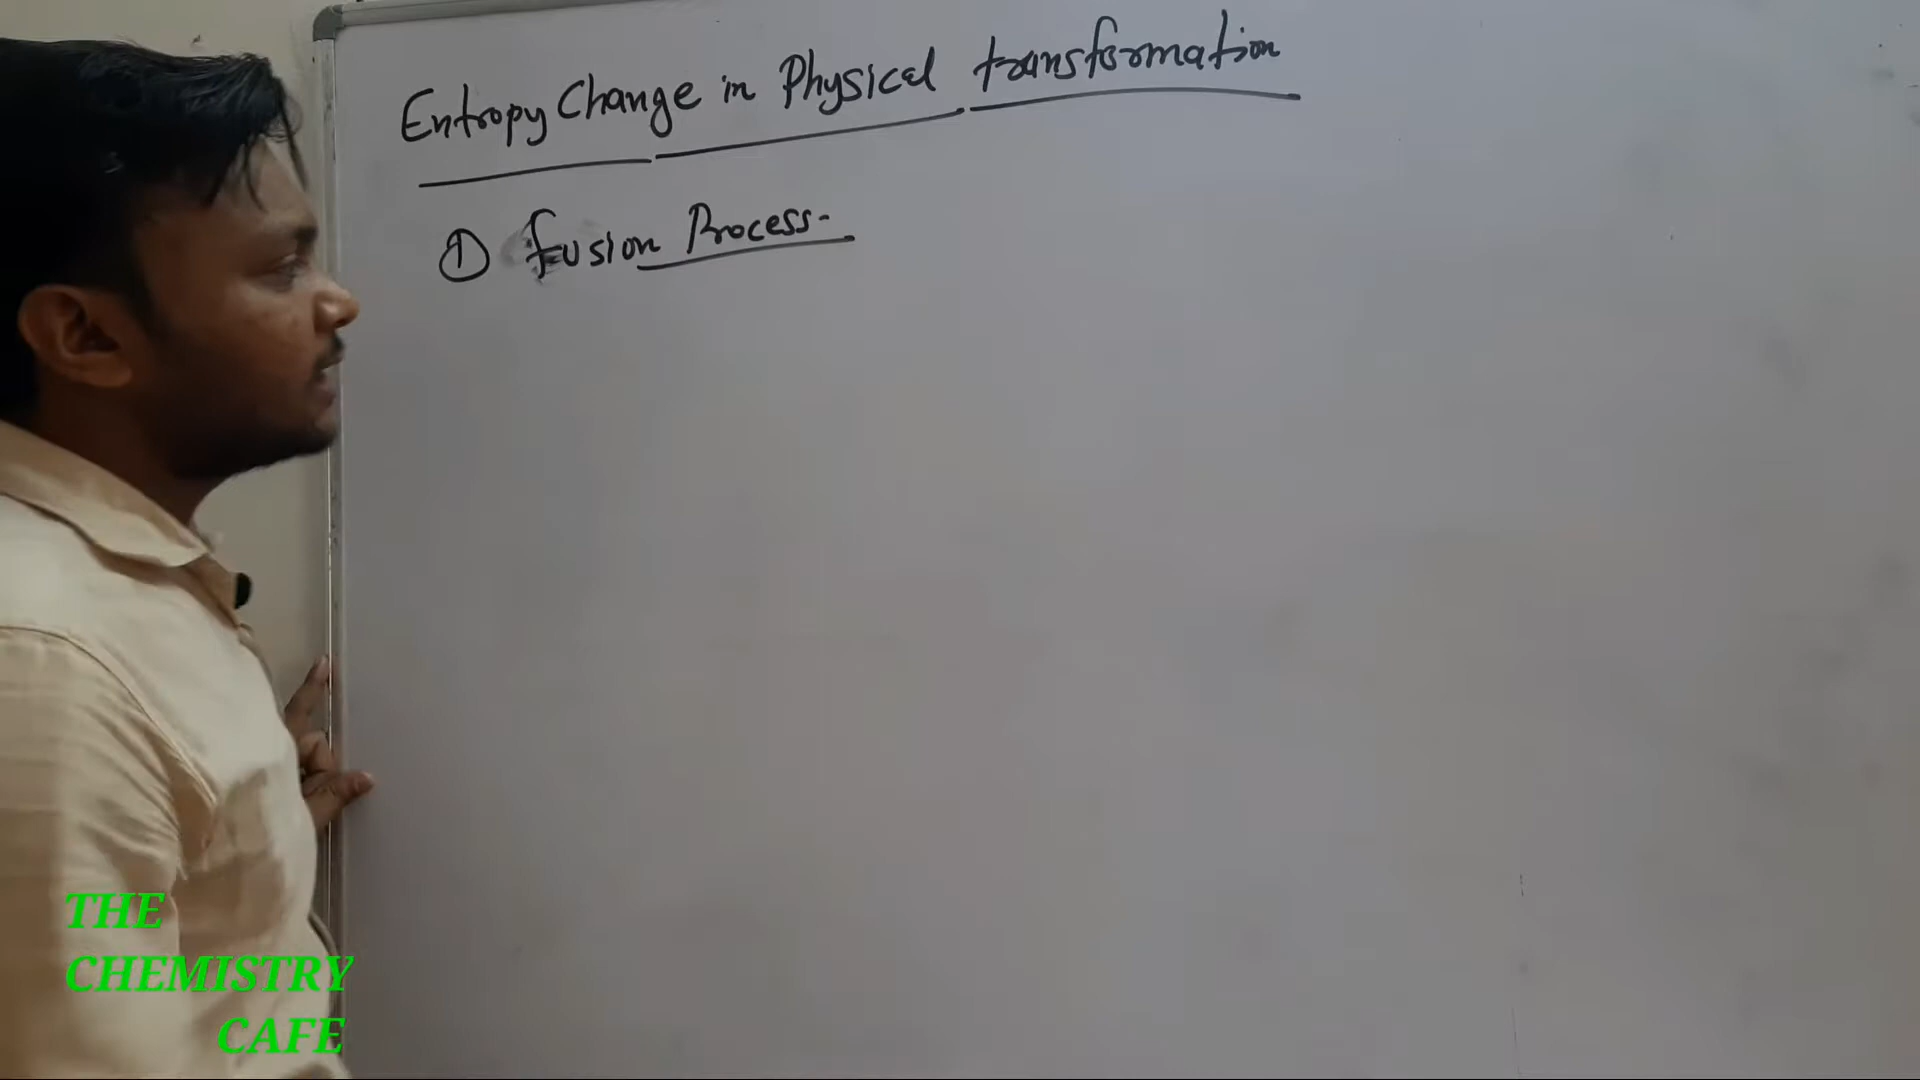 Entropy Change in Physical transformation
① fusion Process-
THE
CHEMISTRY
CAFE